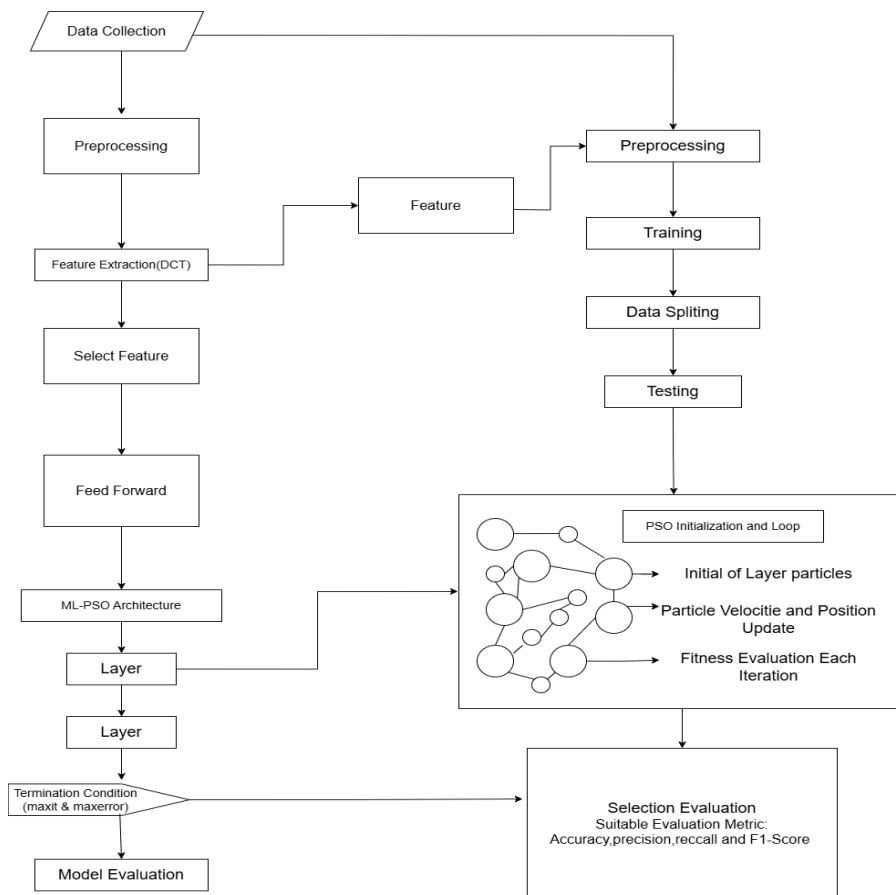 Data Collection
Preprocessing
Feature Extraction(DCT)
Select Feature
Feed Forward
ML-PSO Architecture
Layer
Layer
Termination Condition
(maxit & maxerror)
Model Evaluation
Feature
Preprocessing
Training
Data Spliting
Testing
PSO Initialization and Loop
Initial of Layer particles
Particle Velocitie and Position
Update
Fitness Evaluation Each
Iteration
Selection Evaluation
Suitable Evaluation Metric:
Accuracy,precision,reccall and F1-Score